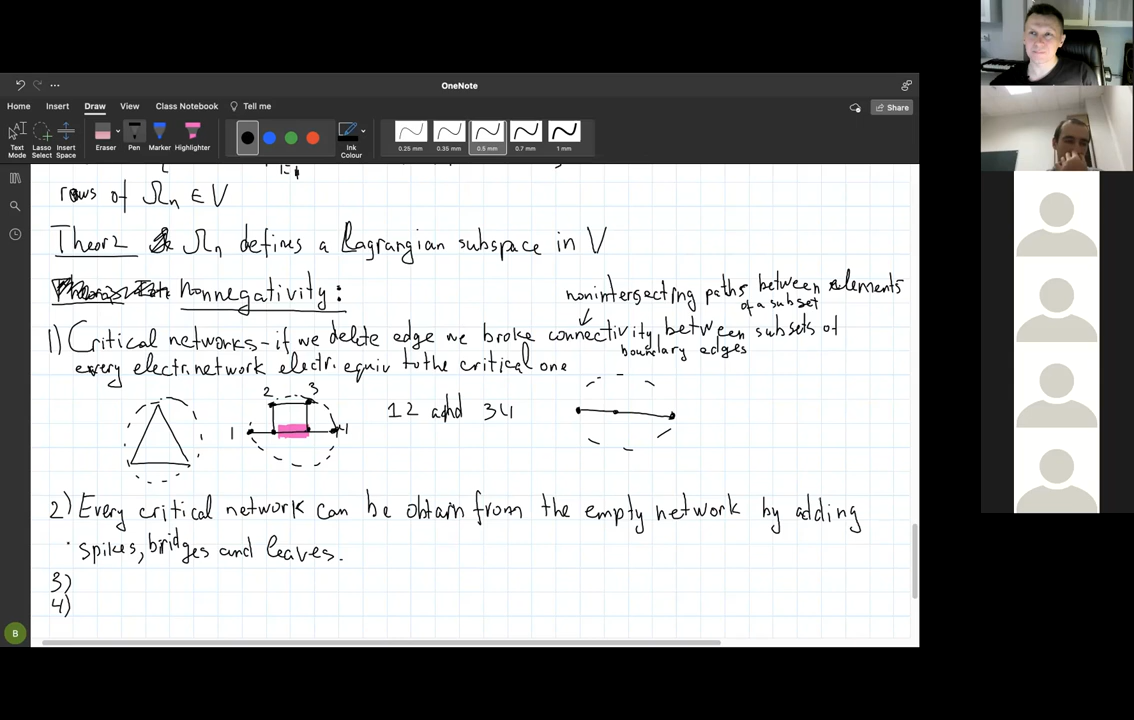 OneNote
Home Insert Draw View Class Notebook Tell me
Share
Text Mode
Lasso Select
Insert Space
Eraser
Pen
Marker
Highlighter
Ink Colour
0.25 mm 0.35 mm 0.5 mm 0.7 mm 1 mm
rows of Ωn ∈ V
Theor 2 Ωn defines a Lagrangian subspace in V
Nonnegativity:
nonintersecting paths between elements
of a subset
1) Critical networks - if we delete edge we broke connectivity between subsets of
boundary edges
every electr. network electr. equiv to the critical one
2 3
1 4
12 and 34
2) Every critical network can be obtain from the empty network by adding
spikes, bridges and leaves.
3)
4)
B